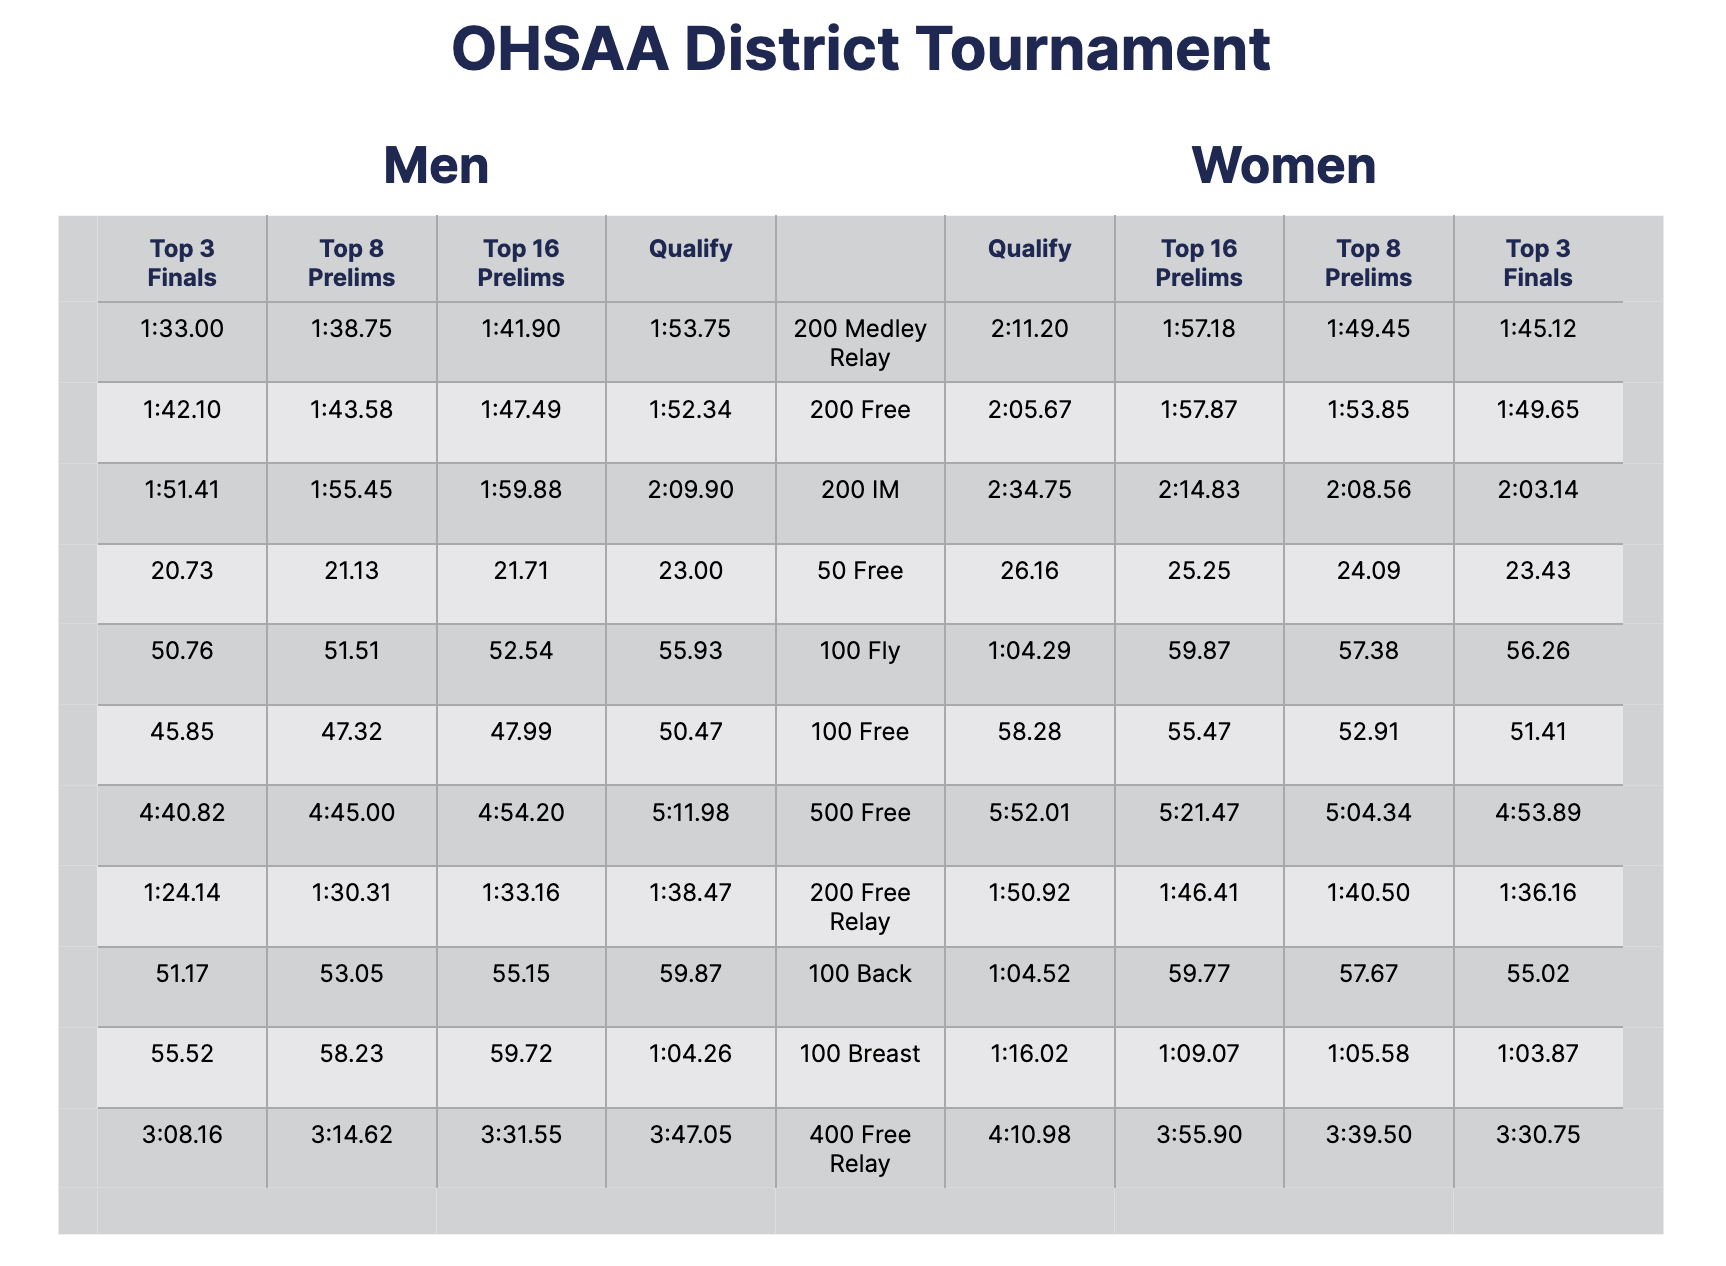 OHSAA District Tournament
Men Women
Top 3 Finals Top 8 Prelims Top 16 Prelims Qualify Qualify Top 16 Prelims Top 8 Prelims Top 3 Finals
1:33.00 1:38.75 1:41.90 1:53.75 200 Medley Relay 2:11.20 1:57.18 1:49.45 1:45.12
1:42.10 1:43.58 1:47.49 1:52.34 200 Free 2:05.67 1:57.87 1:53.85 1:49.65
1:51.41 1:55.45 1:59.88 2:09.90 200 IM 2:34.75 2:14.83 2:08.56 2:03.14
20.73 21.13 21.71 23.00 50 Free 26.16 25.25 24.09 23.43
50.76 51.51 52.54 55.93 100 Fly 1:04.29 59.87 57.38 56.26
45.85 47.32 47.99 50.47 100 Free 58.28 55.47 52.91 51.41
4:40.82 4:45.00 4:54.20 5:11.98 500 Free 5:52.01 5:21.47 5:04.34 4:53.89
1:24.14 1:30.31 1:33.16 1:38.47 200 Free Relay 1:50.92 1:46.41 1:40.50 1:36.16
51.17 53.05 55.15 59.87 100 Back 1:04.52 59.77 57.67 55.02
55.52 58.23 59.72 1:04.26 100 Breast 1:16.02 1:09.07 1:05.58 1:03.87
3:08.16 3:14.62 3:31.55 3:47.05 400 Free Relay 4:10.98 3:55.90 3:39.50 3:30.75